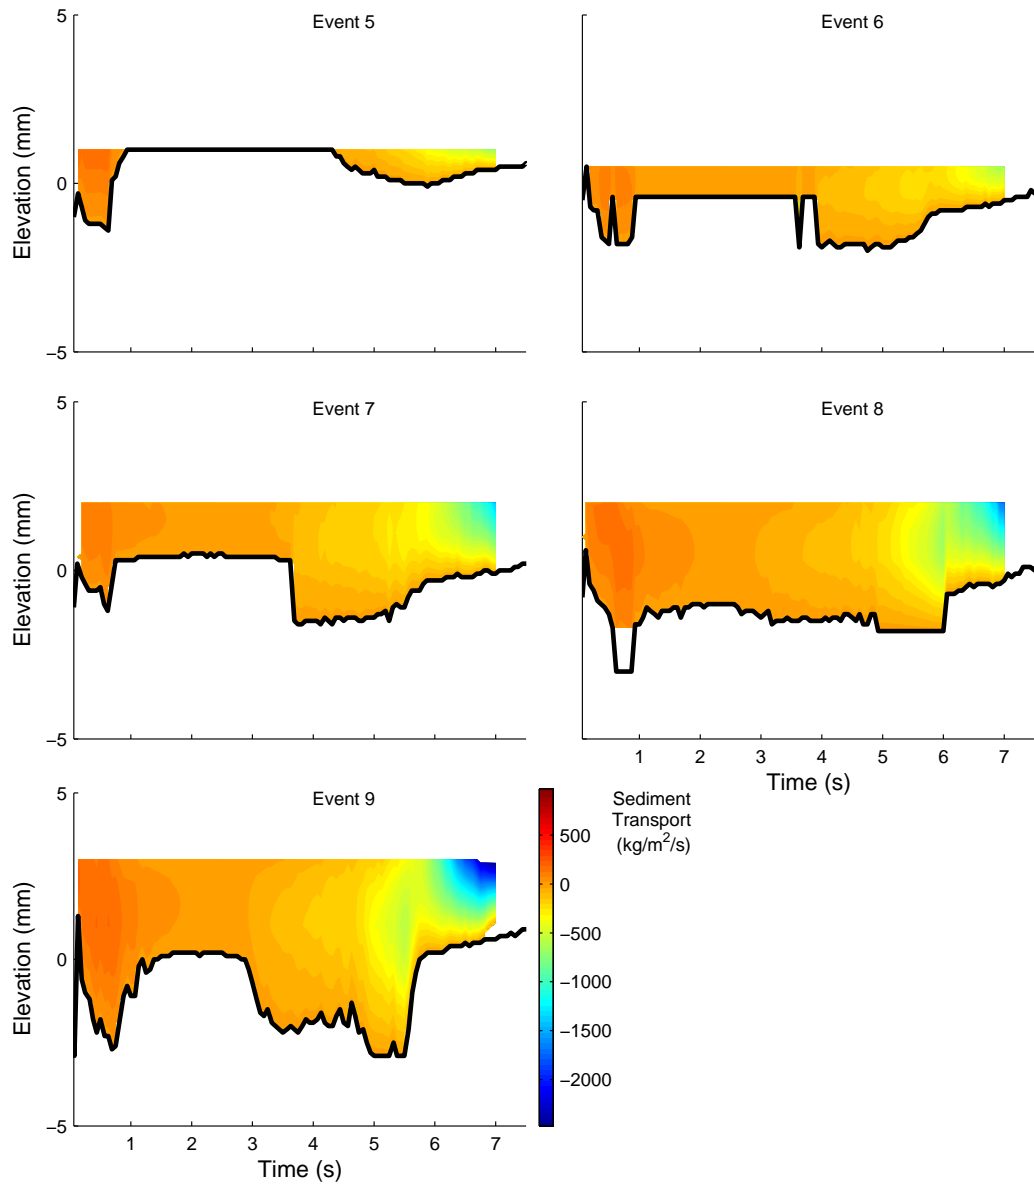 5
Event 5
Event 6
Elevation (mm)
0
−5
5
Event 7
Event 8
Elevation (mm)
0
−5
1 2 3 4 5 6 7
Time (s)
5
Event 9
Sediment
Transport
(kg/m²/s)
Elevation (mm)
0
−5
500
0
−500
−1000
−1500
−2000
1 2 3 4 5 6 7
Time (s)